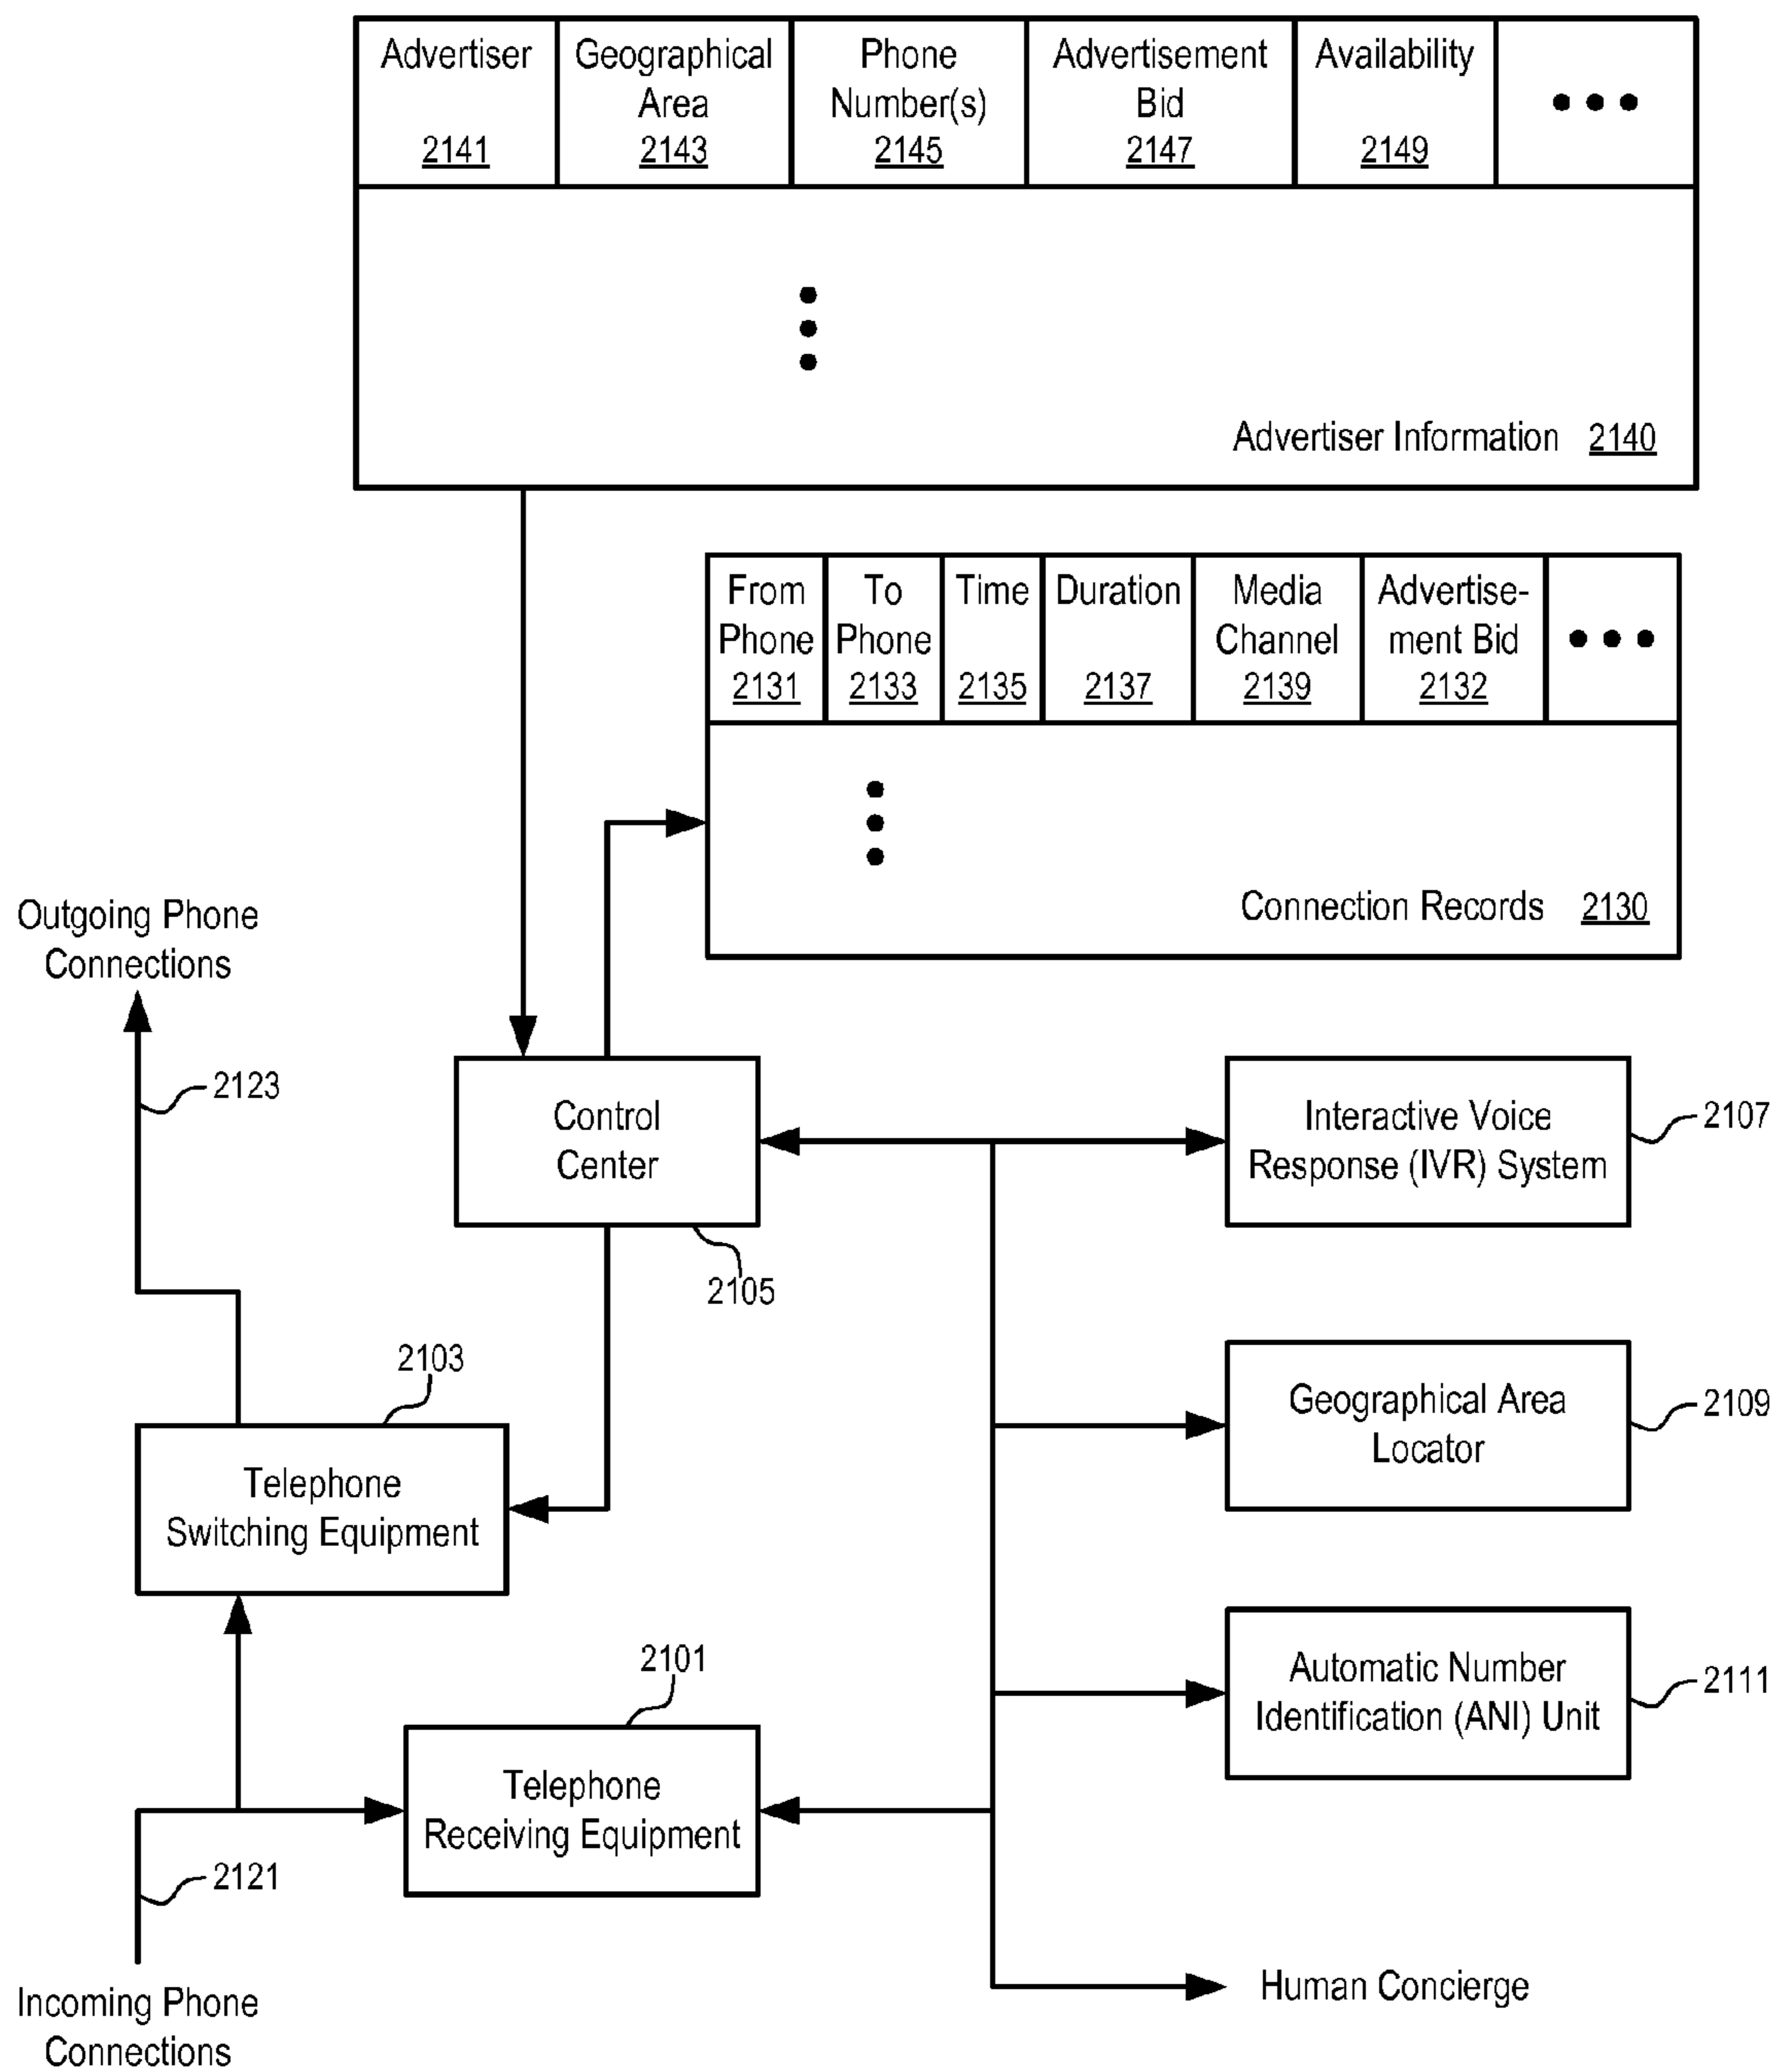 Advertiser
2141
Geographical
Area
2143
Phone
Number(s)
2145
Advertisement
Bid
2147
Availability
2149
Advertiser Information 2140
From
Phone
2131
To
Phone
2133
Time
2135
Duration
2137
Media
Channel
2139
Advertise-
ment Bid
2132
Connection Records 2130
Outgoing Phone
Connections
2123
Control
Center
2105
Interactive Voice
Response (IVR) System
2107
2103
Telephone
Switching Equipment
Geographical Area
Locator
2109
Automatic Number
Identification (ANI) Unit
2111
2101
Telephone
Receiving Equipment
2121
Incoming Phone
Connections
Human Concierge